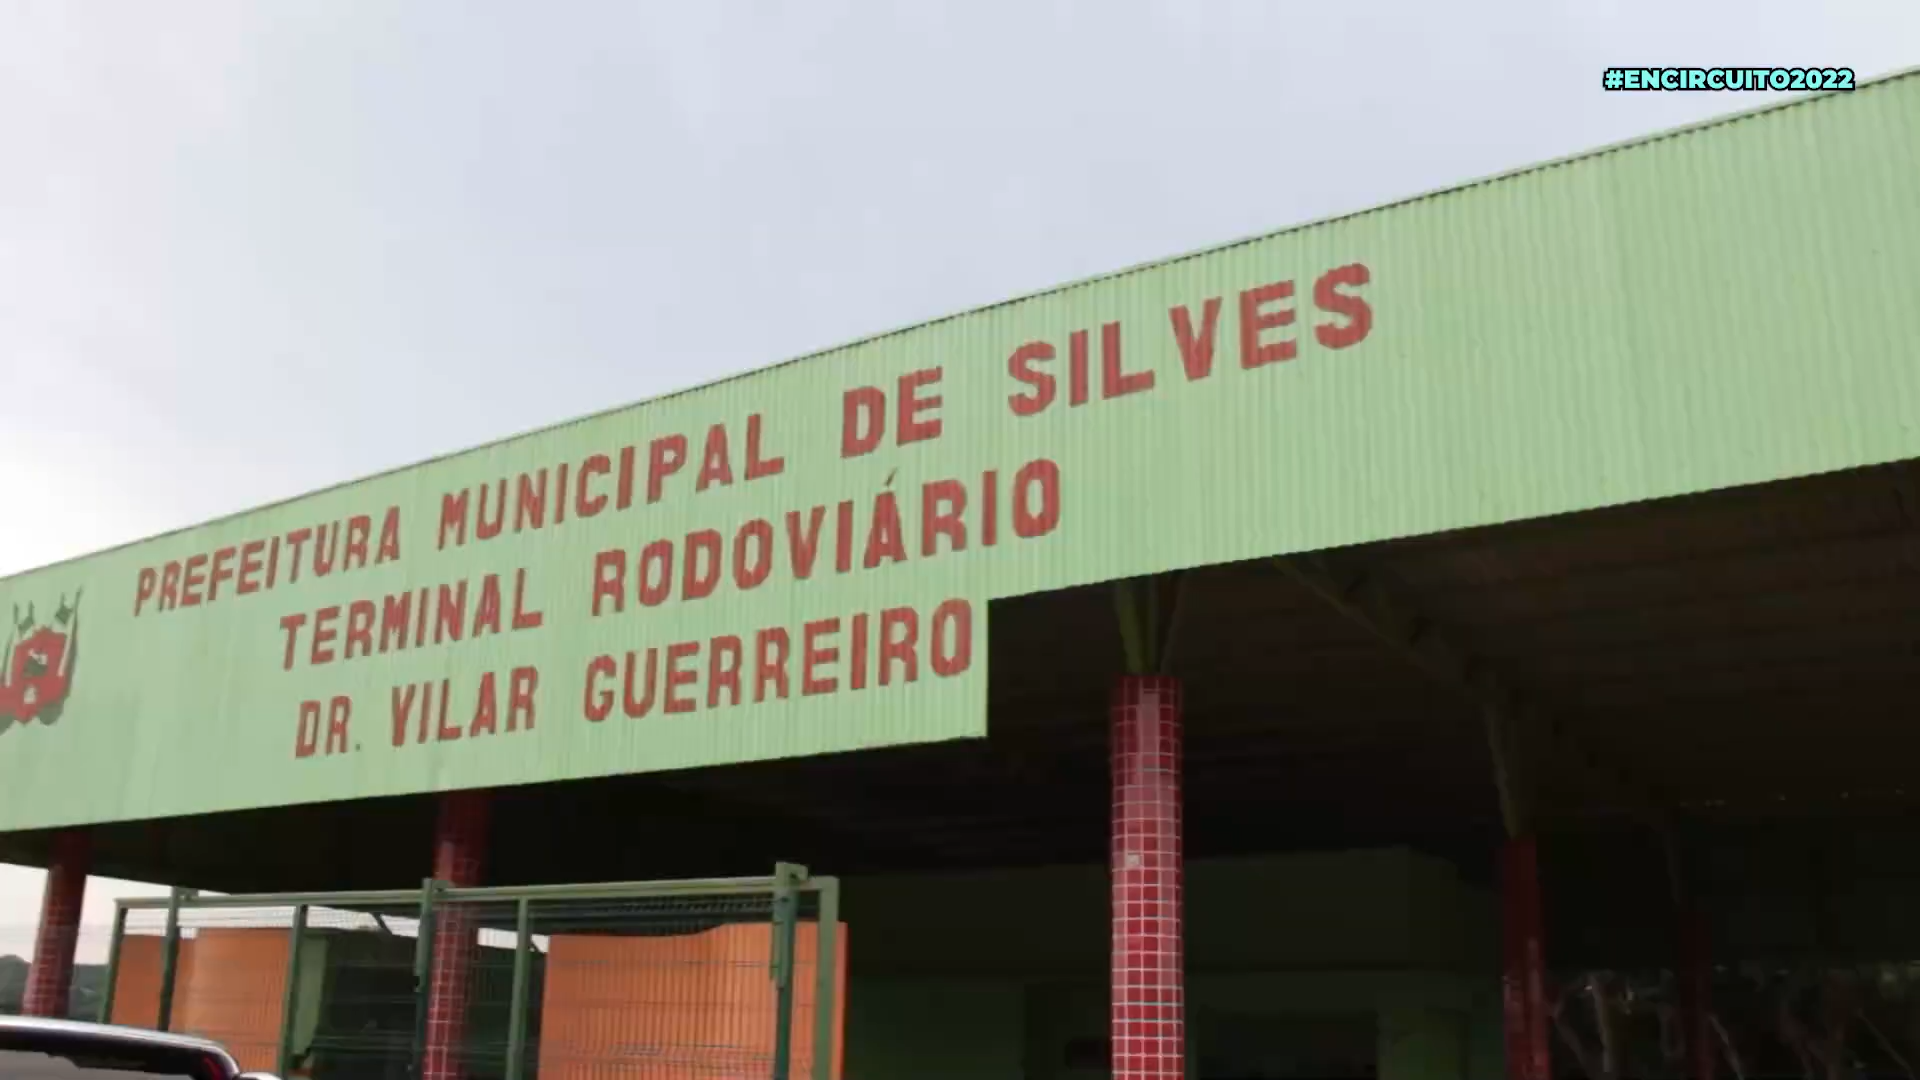 #ENCIRCUITO2022
PREFEITURA MUNICIPAL DE SILVES
TERMINAL RODOVIÁRIO
DR. VILAR GUERREIRO